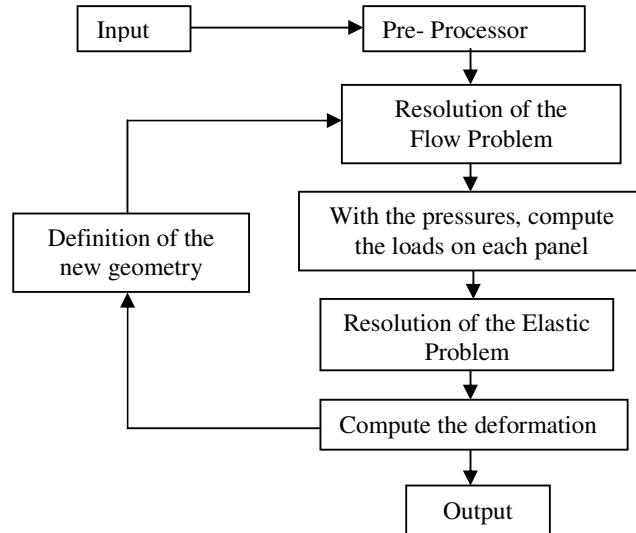 Input
Pre- Processor
Resolution of the
Flow Problem
With the pressures, compute
the loads on each panel
Definition of the
new geometry
Resolution of the Elastic
Problem
Compute the deformation
Output